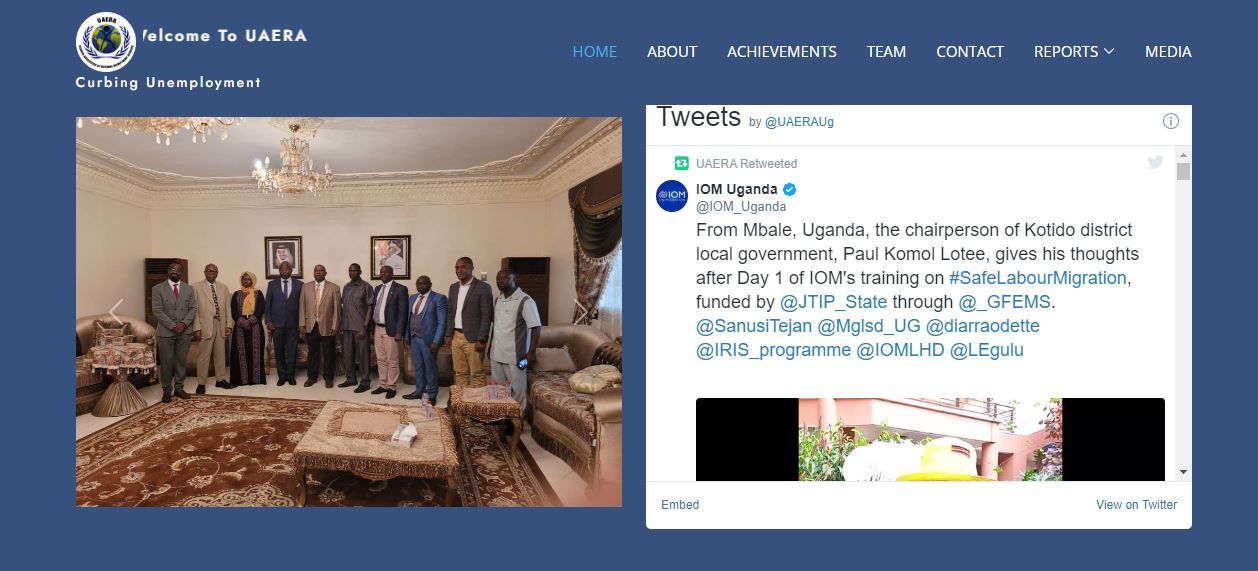 UAERA
Welcome To UAERA
Curbing Unemployment
HOME
ABOUT
ACHIEVEMENTS
TEAM
CONTACT
REPORTS
MEDIA
Tweets by @UAERAUg
UAERA Retweeted
IOM
IOM Uganda
@IOM_Uganda
From Mbale, Uganda, the chairperson of Kotido district
local government, Paul Komol Lotee, gives his thoughts
after Day 1 of IOM's training on #SafeLabourMigration,
funded by @JTIP_State through @_GFEMS.
@SanusiTejan @Mglsd_UG @diarraodette
@IRIS_programme @IOMLHD @LEgulu
Embed
View on Twitter